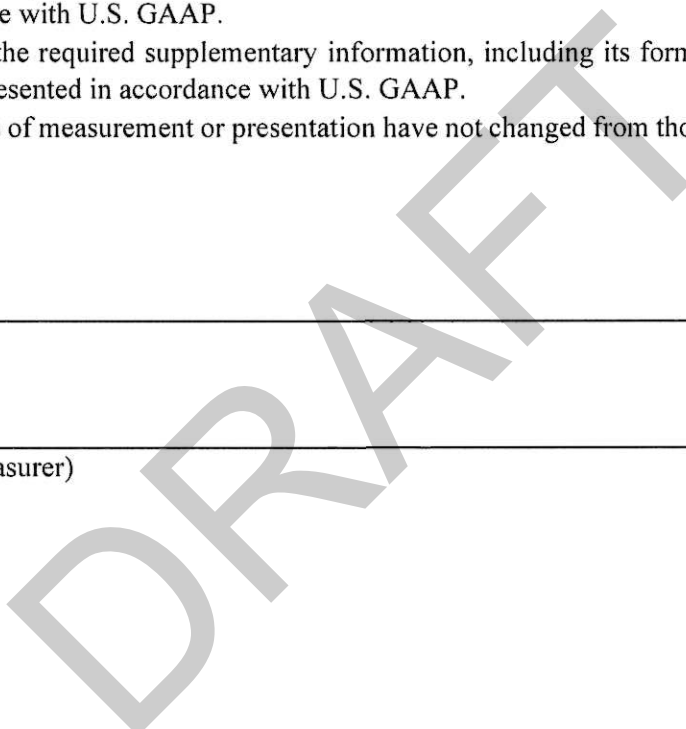 e with U.S. GAAP.
the required supplementary information, including its form
esented in accordance with U.S. GAAP.
of measurement or presentation have not changed from tho
asurer)
DRAFT